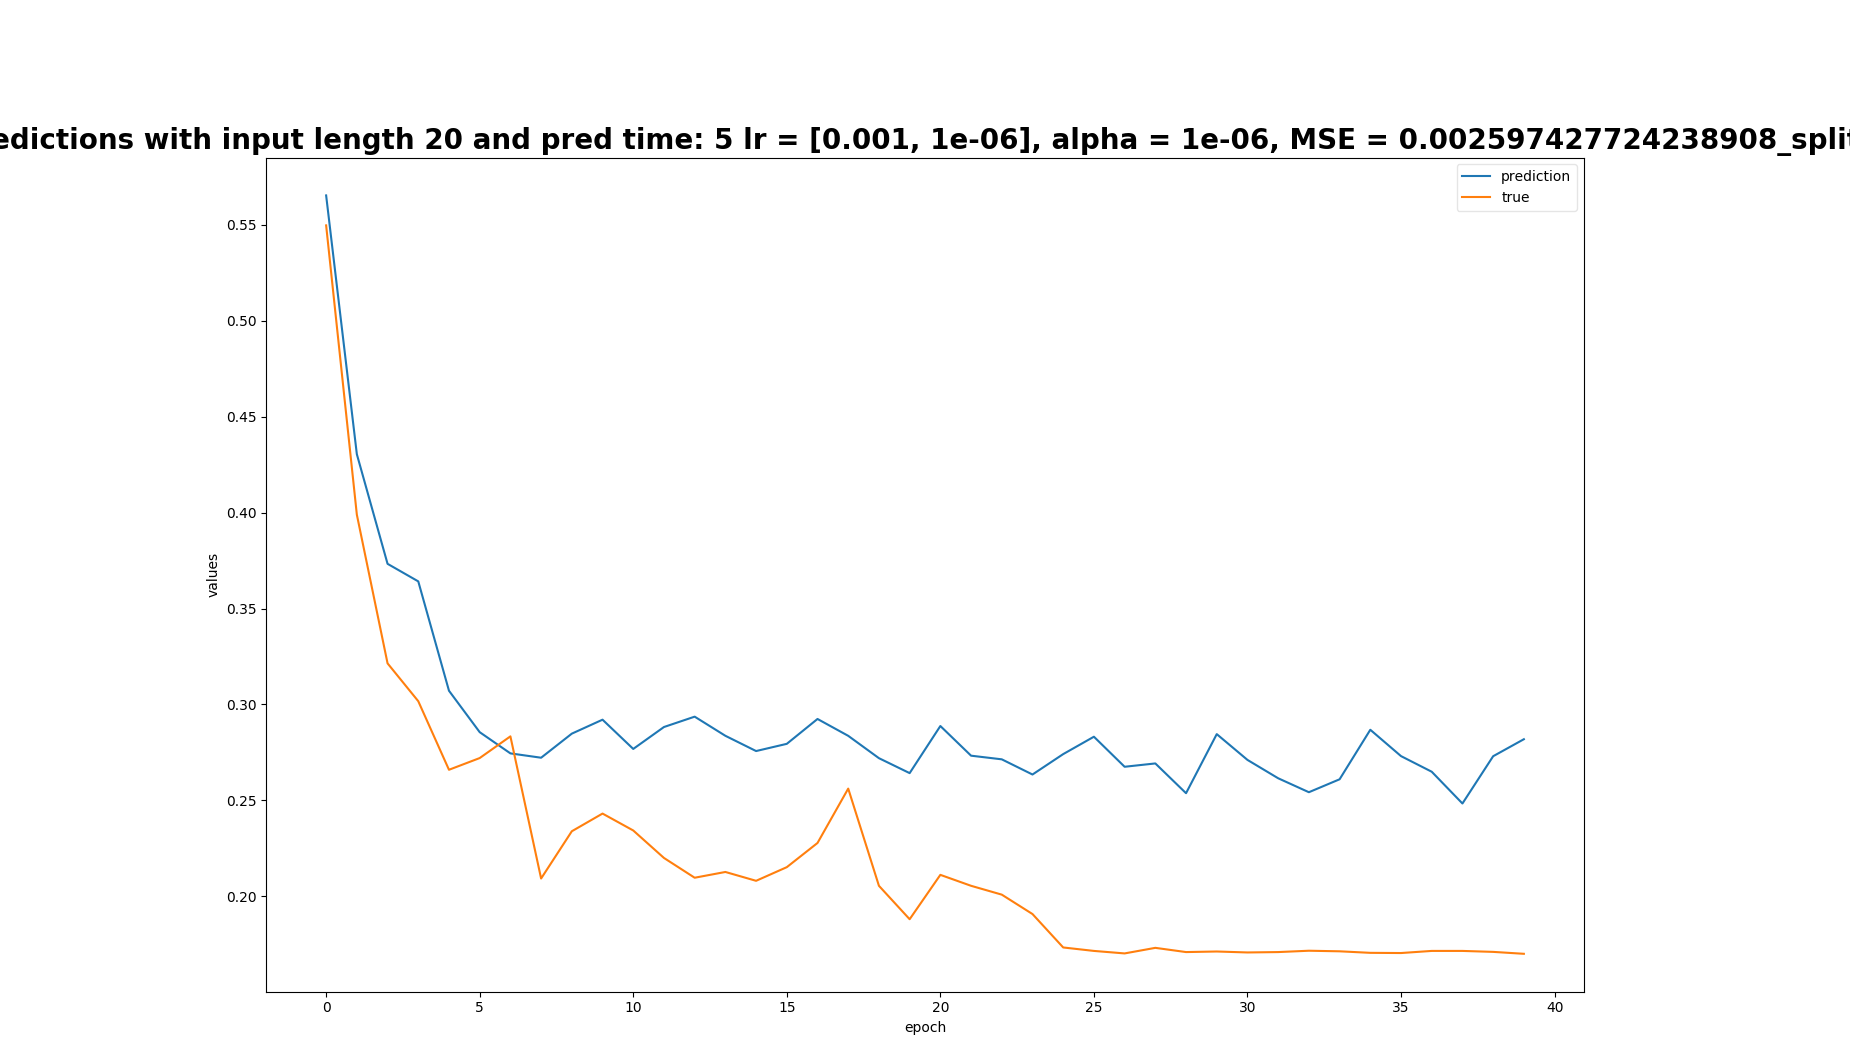 edictions with input length 20 and pred time: 5 lr = [0.001, 1e-06], alpha = 1e-06, MSE = 0.002597427724238908_split
prediction
true
0.55
0.50
0.45
0.40
0.35
0.30
0.25
0.20
values
0 5 10 15 20 25 30 35 40
epoch